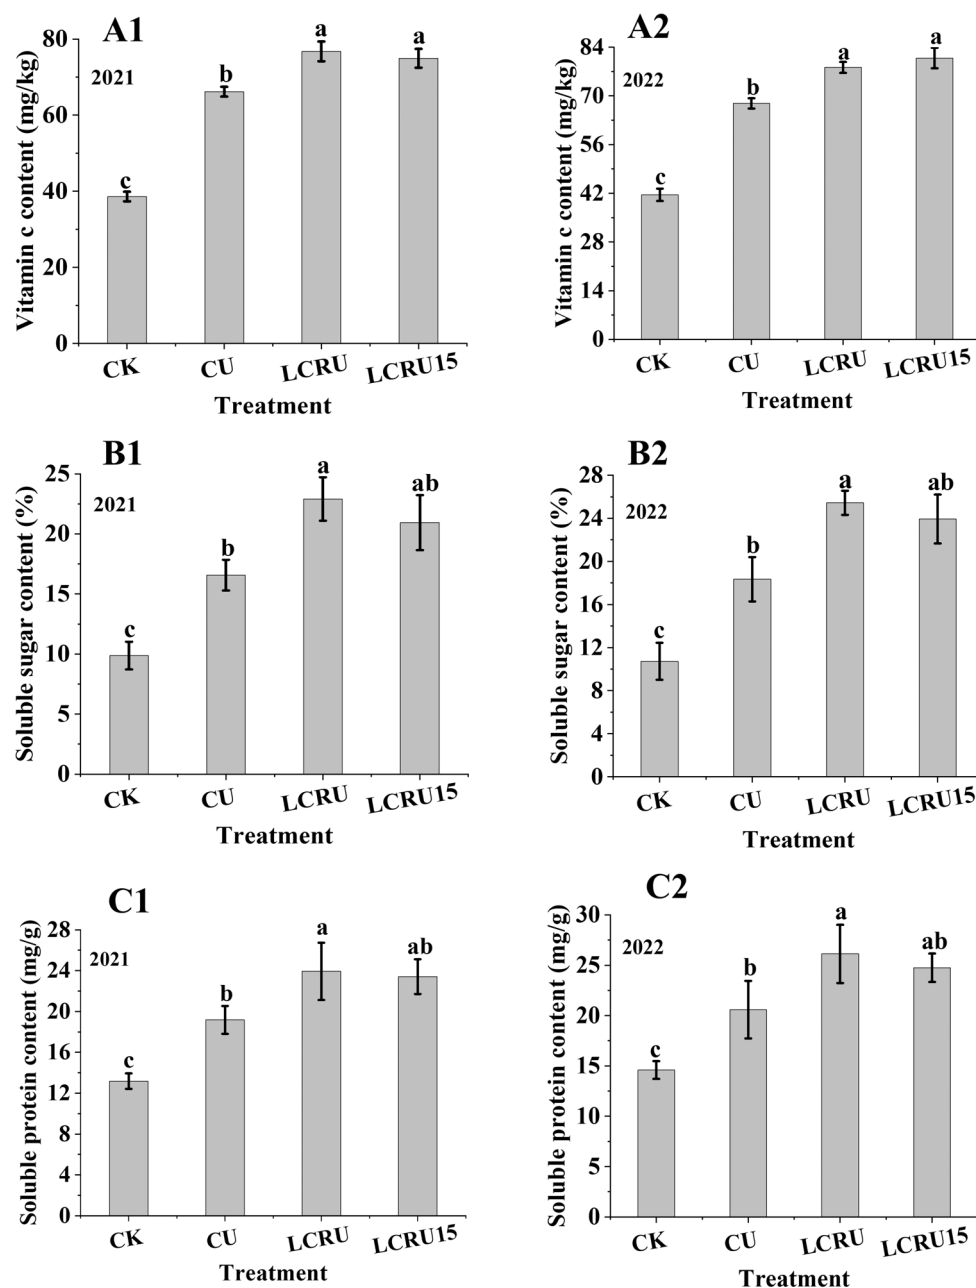 A1
2021
Vitamin c content (mg/kg)
80
60
40
20
0
c
b
a
a
CK
CU
LCRU
LCRU15
Treatment
A2
2022
Vitamin c content (mg/kg)
84
70
56
42
28
14
0
c
b
a
a
CK
CU
LCRU
LCRU15
Treatment
B1
2021
Soluble sugar content (%)
25
20
15
10
5
0
c
b
a
ab
CK
CU
LCRU
LCRU15
Treatment
B2
2022
Soluble sugar content (%)
28
24
20
16
12
8
4
0
c
b
a
ab
CK
CU
LCRU
LCRU15
Treatment
C1
2021
Soluble protein content (mg/g)
28
24
20
16
12
8
4
0
c
b
a
ab
CK
CU
LCRU
LCRU15
Treatment
C2
2022
Soluble protein content (mg/g)
30
25
20
15
10
5
0
c
b
a
ab
CK
CU
LCRU
LCRU15
Treatment